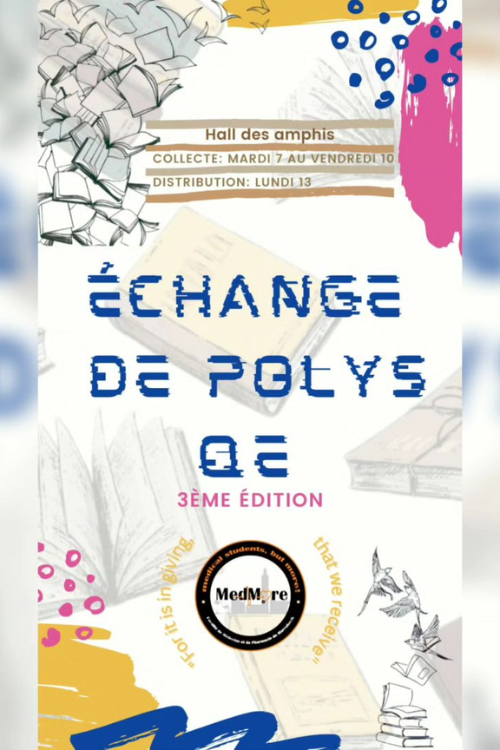 Hall des amphis
COLLECTE: MARDI 7 AU VENDREDI 10
DISTRIBUTION: LUNDI 13
ÉCHANGE
DE POLYS
QE
3ÈME ÉDITION
"For it is in giving,
that we receive"
medical students, but more!
MedMore